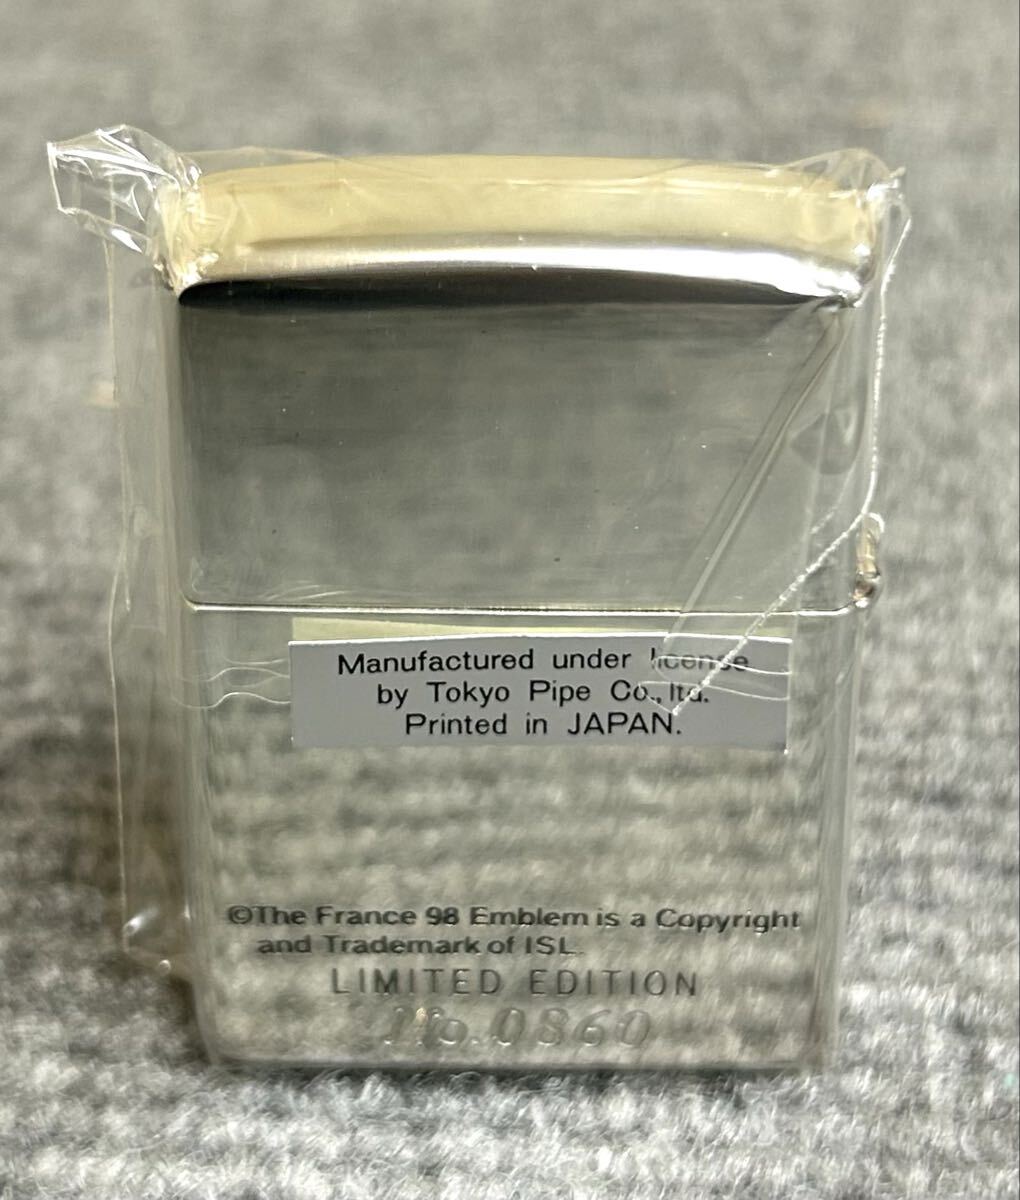 Manufactured under license
by Tokyo Pipe Co., ltd.
Printed in JAPAN.
©The France 98 Emblem is a Copyright
and Trademark of ISL.
LIMITED EDITION
No.0860